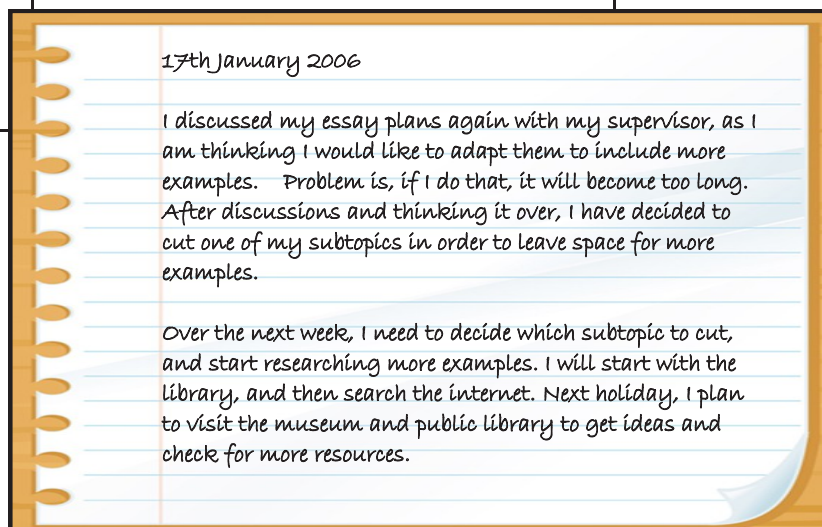 17th January 2006
I discussed my essay plans again with my supervisor, as I
am thinking I would like to adapt them to include more
examples. Problem is, if I do that, it will become too long.
After discussions and thinking it over, I have decided to
cut one of my subtopics in order to leave space for more
examples.
Over the next week, I need to decide which subtopic to cut,
and start researching more examples. I will start with the
library, and then search the internet. Next holiday, I plan
to visit the museum and public library to get ideas and
check for more resources.